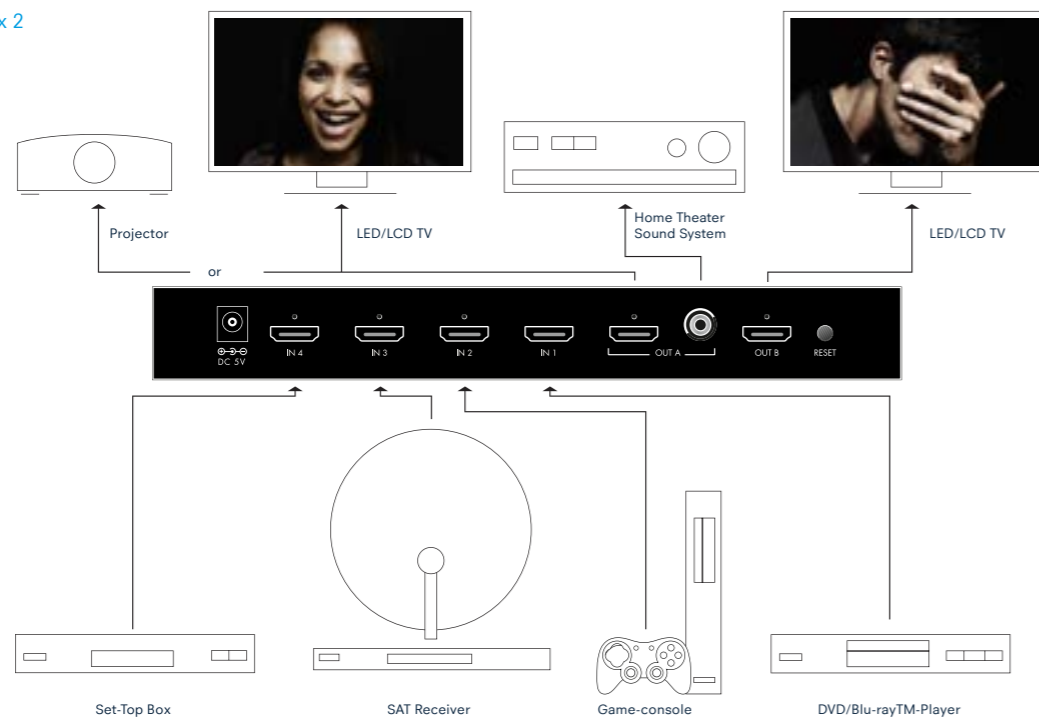 x 2
Projector
LED/LCD TV
Home Theater
Sound System
LED/LCD TV
or
DC 5V
IN 4
IN 3
IN 2
IN 1
OUT A
OUT B
RESET
Set-Top Box
SAT Receiver
Game-console
DVD/Blu-rayTM-Player